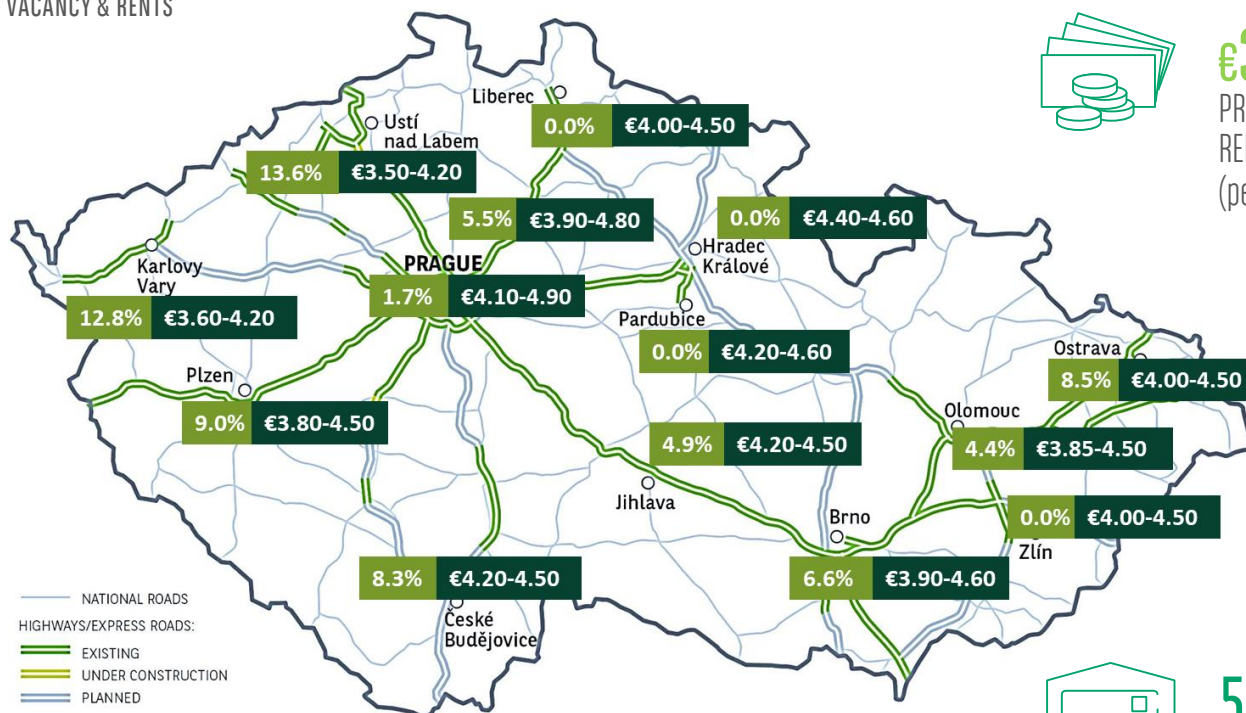 VACANCY & RENTS
Liberec
0.0% €4.00-4.50
Ustí
nad Labem
13.6% €3.50-4.20
5.5% €3.90-4.80
0.0% €4.40-4.60
Hradec
Králové
Karlovy
Vary
12.8% €3.60-4.20
PRAGUE
1.7% €4.10-4.90
Pardubice
0.0% €4.20-4.60
Ostrava
8.5% €4.00-4.50
Plzen
9.0% €3.80-4.50
Olomouc
4.4% €3.85-4.50
4.9% €4.20-4.50
Jihlava
0.0% €4.00-4.50
Zlín
Brno
6.6% €3.90-4.60
8.3% €4.20-4.50
České
Budějovice
NATIONAL ROADS
HIGHWAYS/EXPRESS ROADS:
EXISTING
UNDER CONSTRUCTION
PLANNED